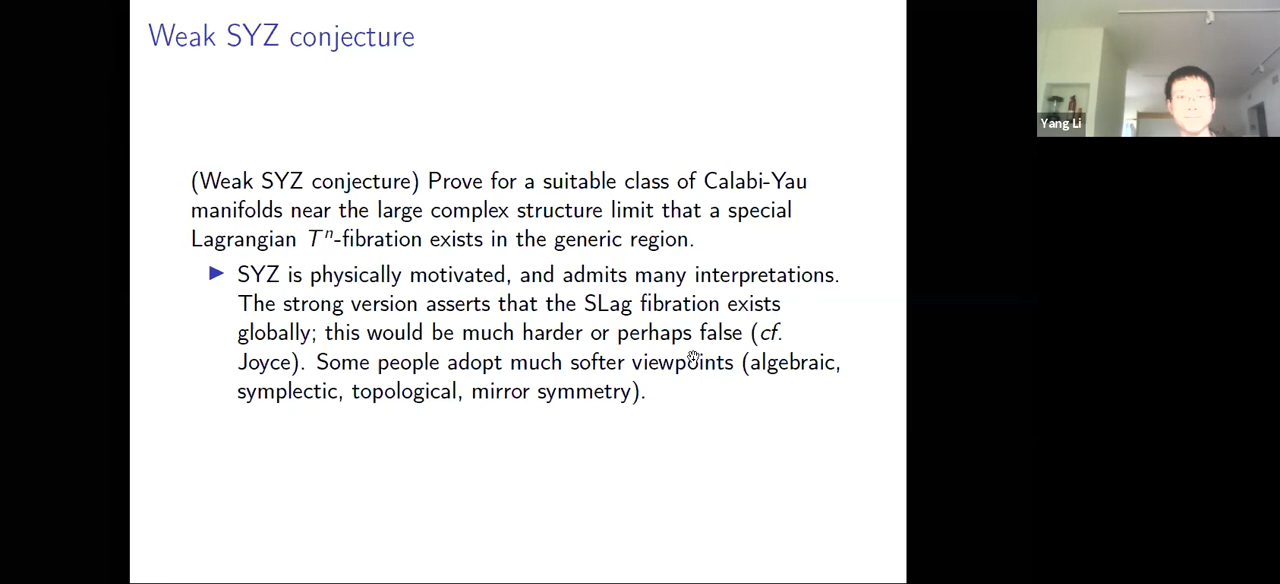 Weak SYZ conjecture
(Weak SYZ conjecture) Prove for a suitable class of Calabi-Yau
manifolds near the large complex structure limit that a special
Lagrangian Tⁿ-fibration exists in the generic region.
▶ SYZ is physically motivated, and admits many interpretations.
The strong version asserts that the SLag fibration exists
globally; this would be much harder or perhaps false (cf.
Joyce). Some people adopt much softer viewpoints (algebraic,
symplectic, topological, mirror symmetry).
Yang Li